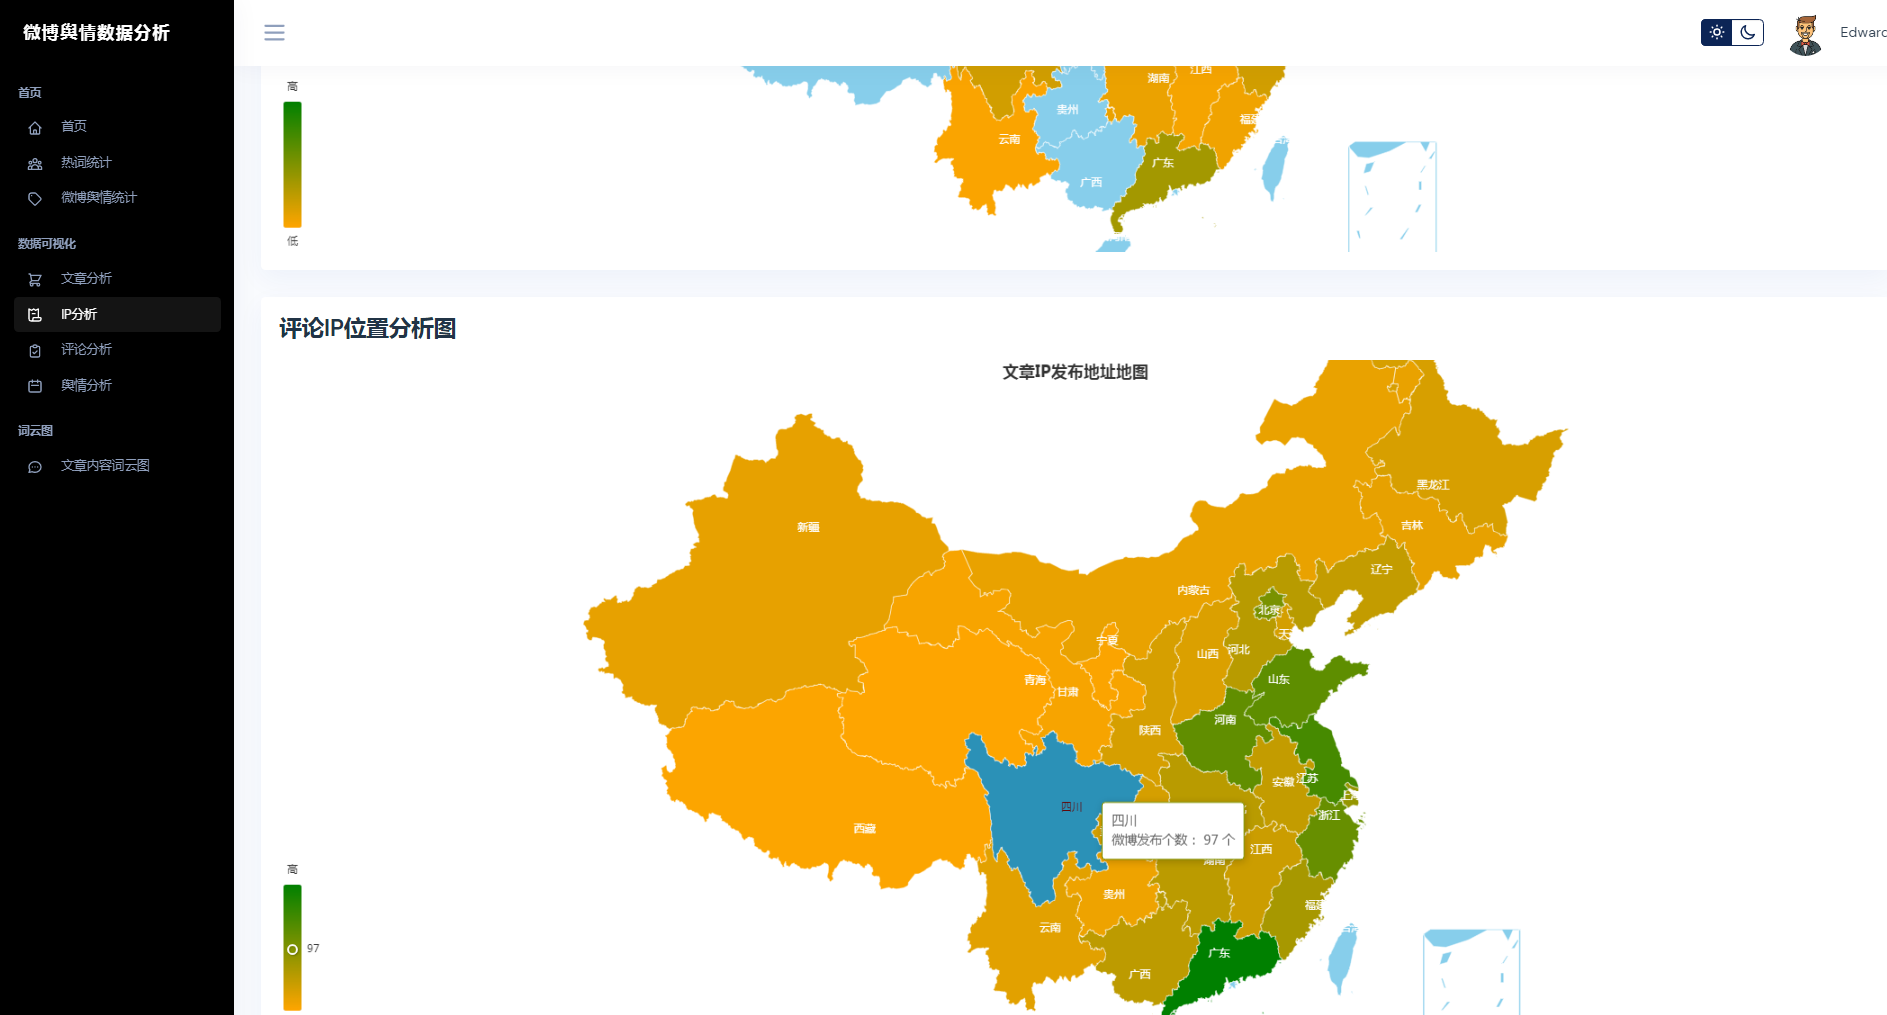 微博舆情数据分析
Edward
首页
首页
热词统计
微博舆情统计
数据可视化
文章分析
IP分析
评论分析
舆情分析
词云图
文章内容词云图
高
低
湖南
江西
贵州
云南
福建
广东
广西
评论IP位置分析图
文章IP发布地址地图
黑龙江
新疆
吉林
辽宁
内蒙古
北京
天
宁夏
山西
河北
青海
甘肃
山东
河南
陕西
安徽
江苏
上海
四川
浙江
西藏
四川
微博发布个数： 97 个
江西
湖南
贵州
福建
云南
广东
广西
高
97